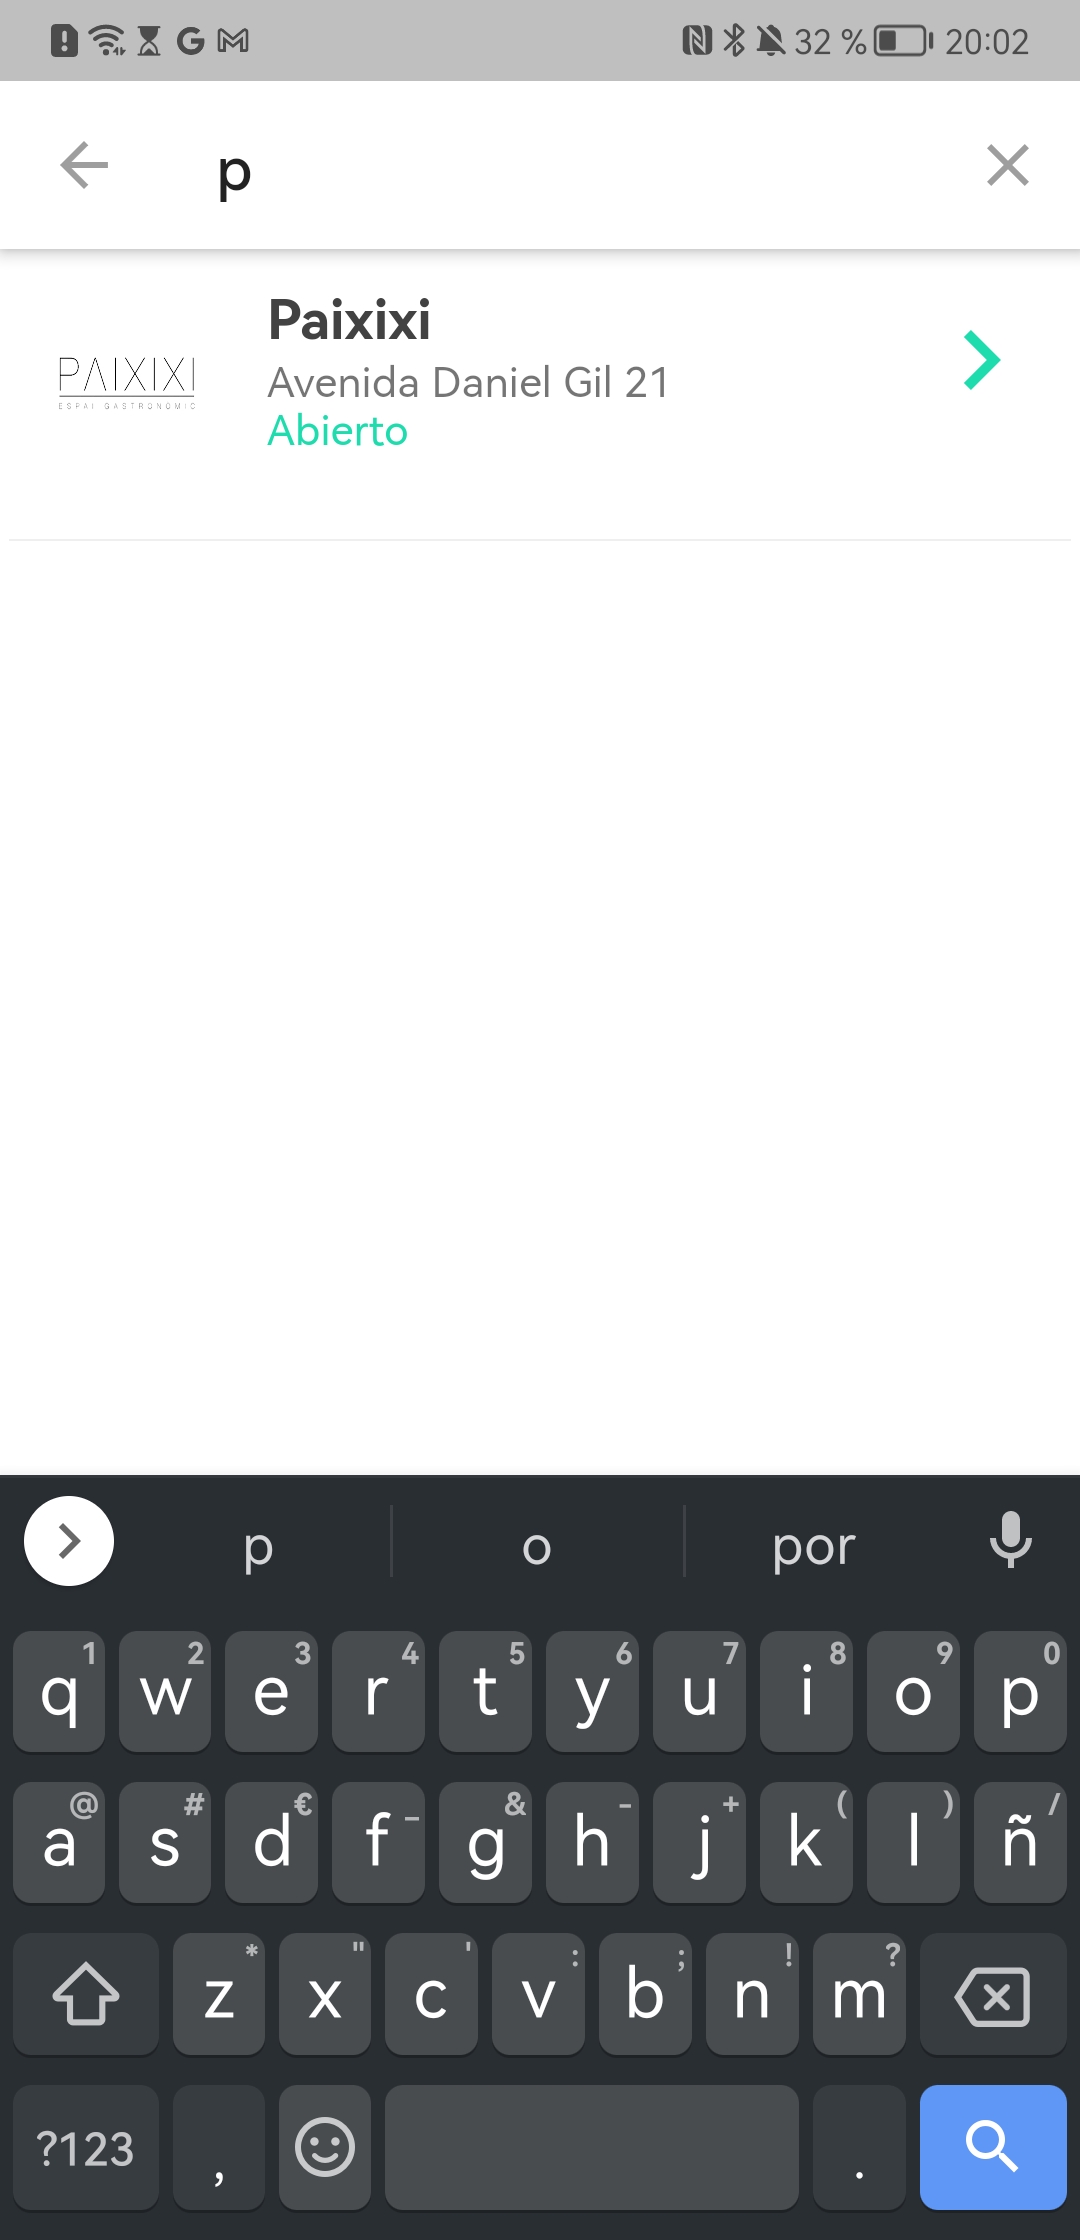 32 % 20:02
p
Paixixi
PAIXIXI
ESPAI GASTRONÒMIC
Avenida Daniel Gil 21
Abierto
p o por
1 2 3 4 5 6 7 8 9 0
q w e r t y u i o p
@ # € _ & - + ( ) /
a s d f g h j k l ñ
* " ' : ; ! ?
z x c v b n m
?123 , .